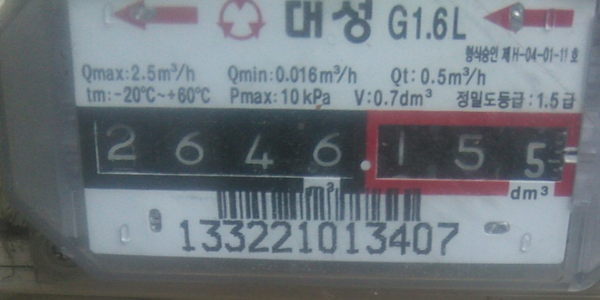 대성 G1.6L
형식승인 제 H-04-01-11 호
Qmax:2.5m³/h Qmin:0.016m³/h Qt:0.5m³/h
tm:-20℃~+60℃ Pmax:10kPa V:0.7dm³ 정밀도등급:1.5급
2646.155
m³ dm³
133221013407